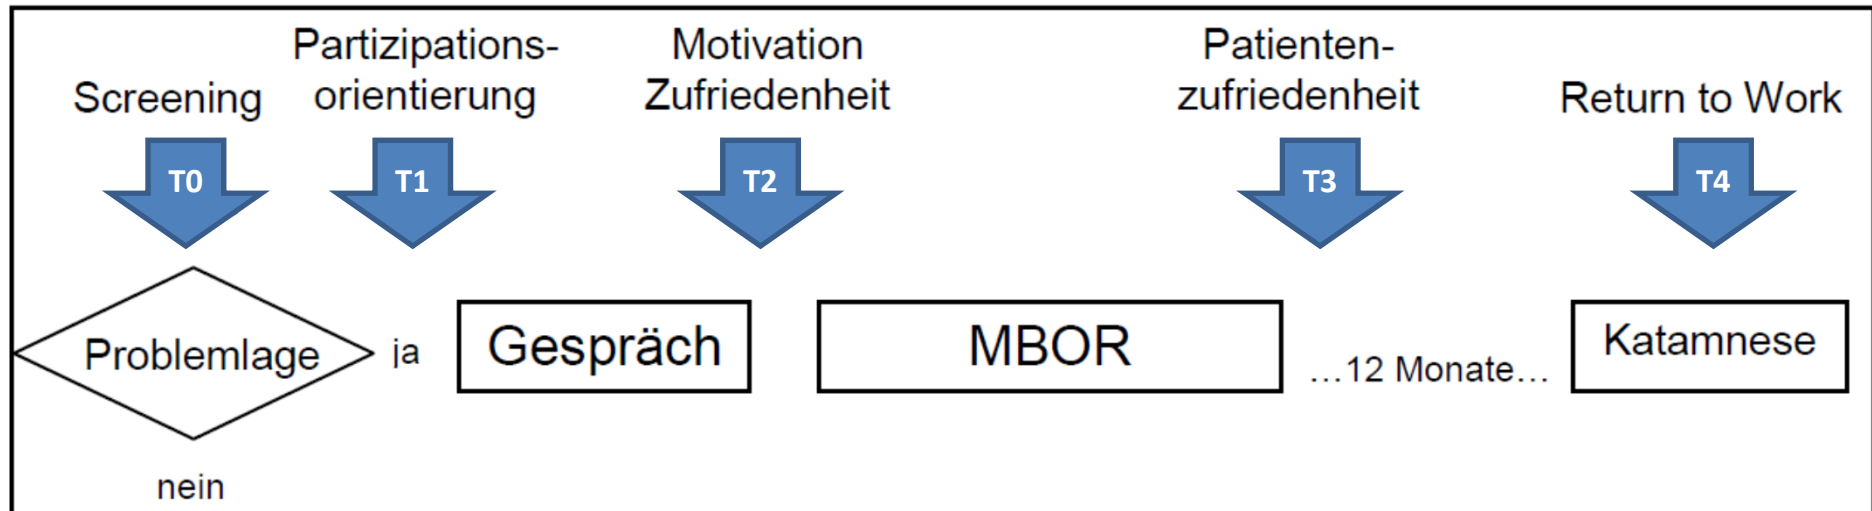 Screening
Partizipations-
orientierung
Motivation
Zufriedenheit
Patienten-
zufriedenheit
Return to Work
T0
T1
T2
T3
T4
Problemlage
ja
Gespräch
MBOR
...12 Monate...
Katamnese
nein